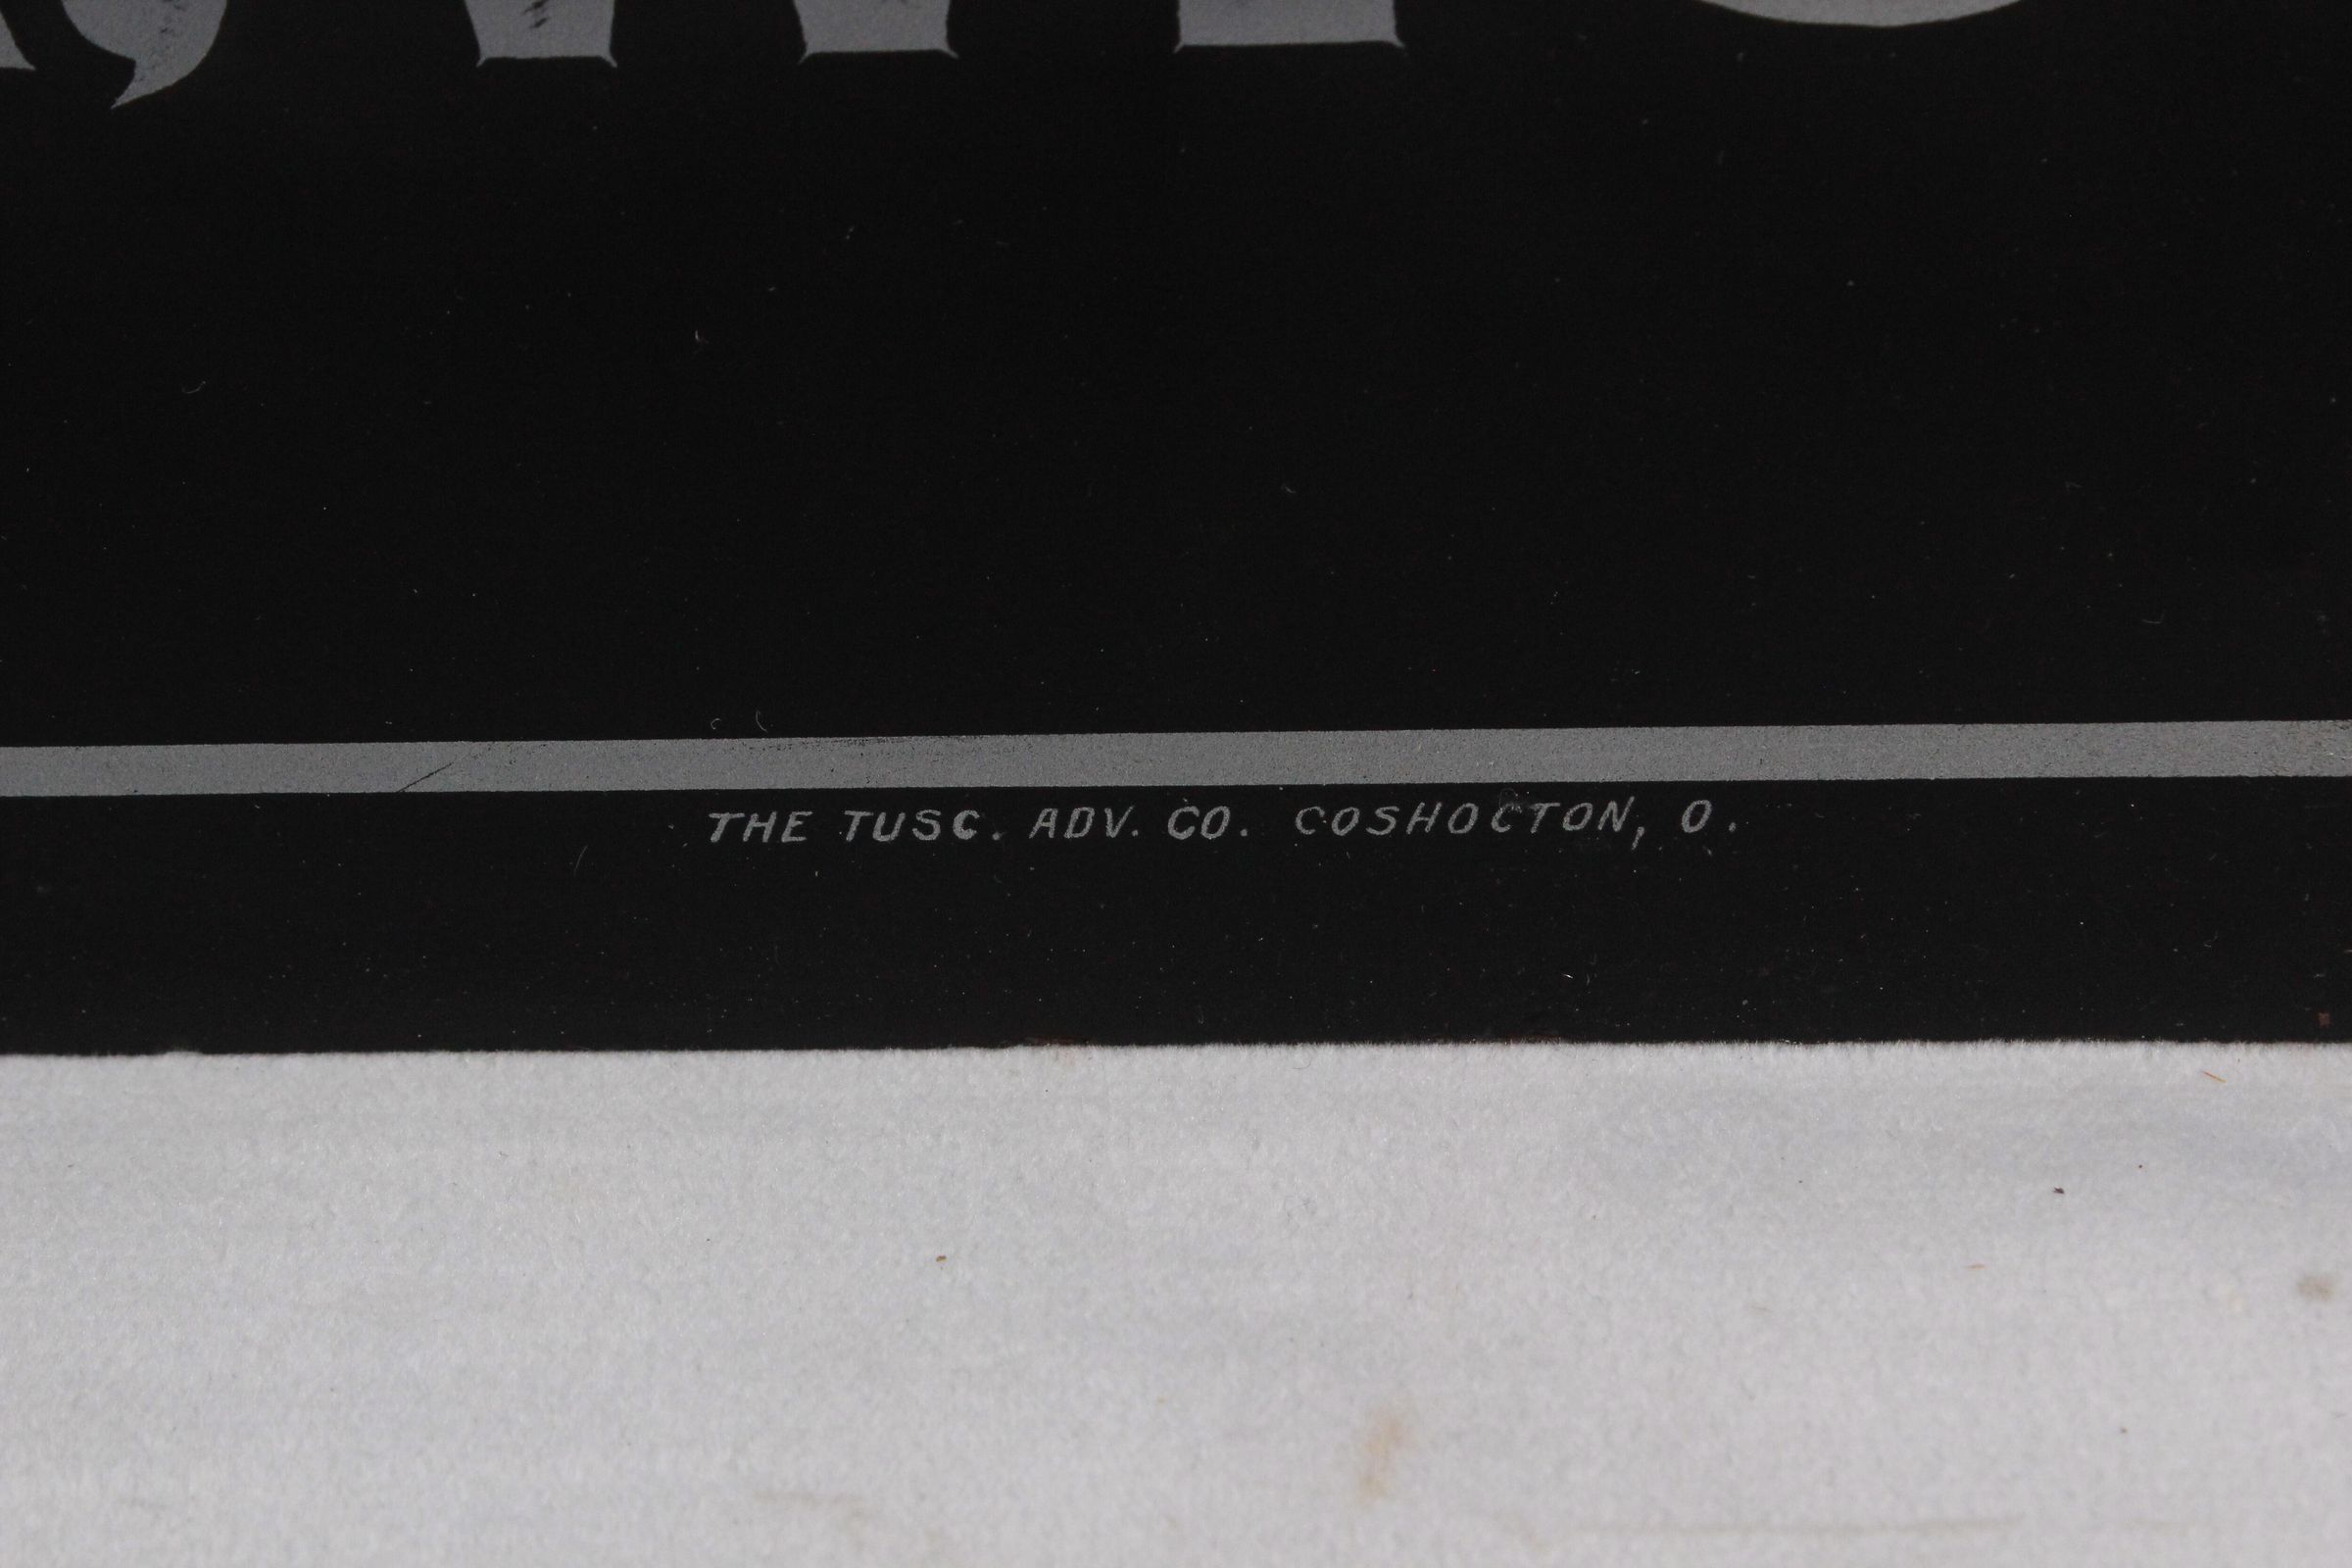 THE TUSC. ADV. CO. COSHOCTON, O.